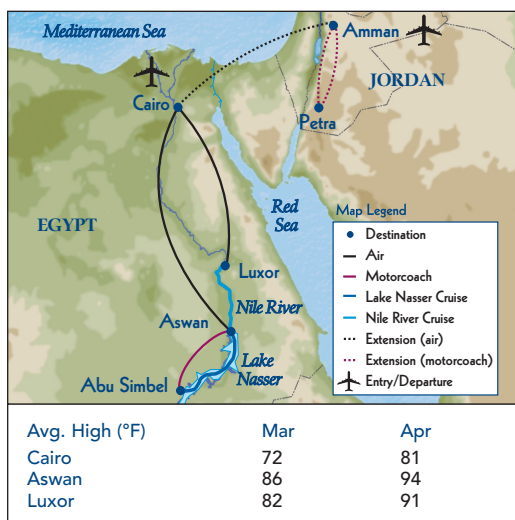 Mediterranean Sea
Amman
JORDAN
Cairo
Petra
Red
Sea
EGYPT
Luxor
Nile River
Aswan
Lake
Nasser
Abu Simbel
Map Legend
Destination
Air
Motorcoach
Lake Nasser Cruise
Nile River Cruise
Extension (air)
Extension (motorcoach)
Entry/Departure
Avg. High (°F) Mar Apr
Cairo 72 81
Aswan 86 94
Luxor 82 91